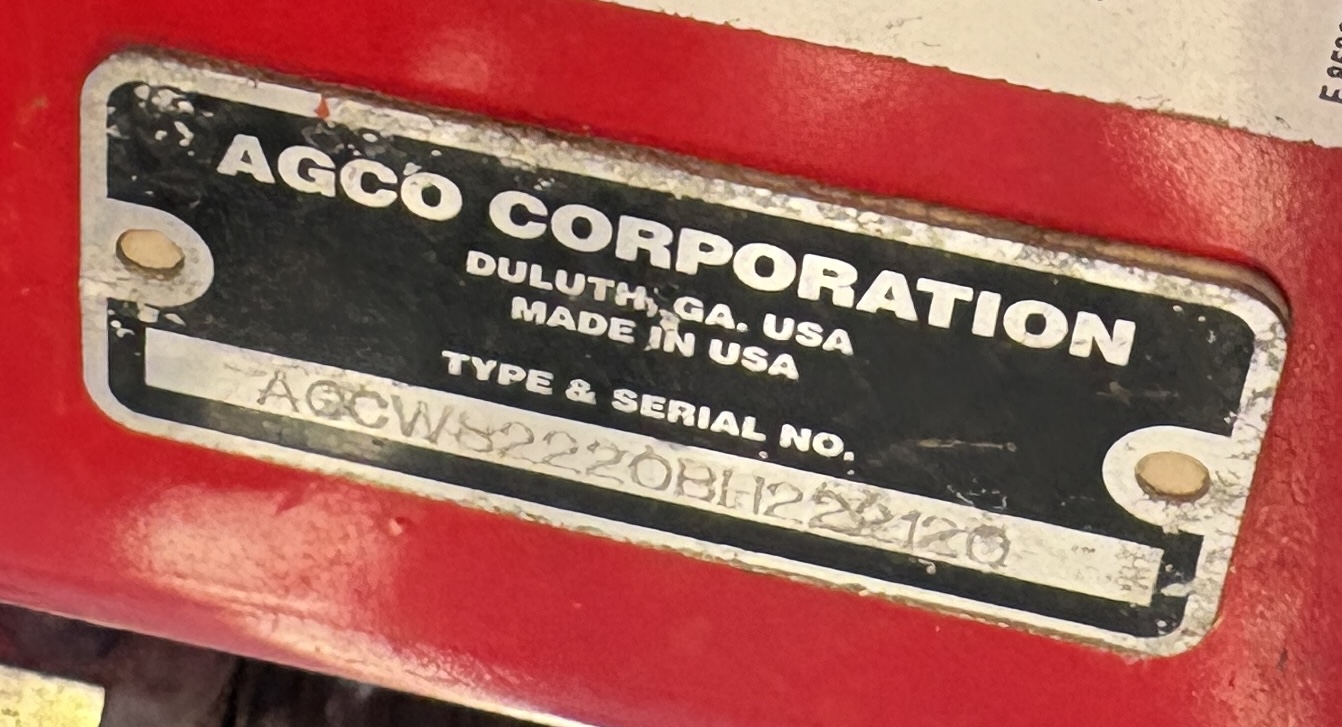 AGCO CORPORATION
DULUTH, GA. USA
MADE IN USA
TYPE & SERIAL NO.